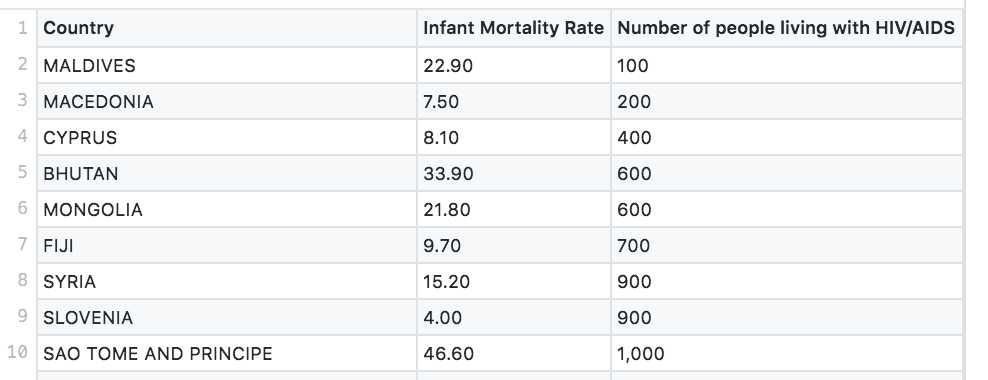 1 Country Infant Mortality Rate Number of people living with HIV/AIDS
2 MALDIVES 22.90 100
3 MACEDONIA 7.50 200
4 CYPRUS 8.10 400
5 BHUTAN 33.90 600
6 MONGOLIA 21.80 600
7 FIJI 9.70 700
8 SYRIA 15.20 900
9 SLOVENIA 4.00 900
10 SAO TOME AND PRINCIPE 46.60 1,000